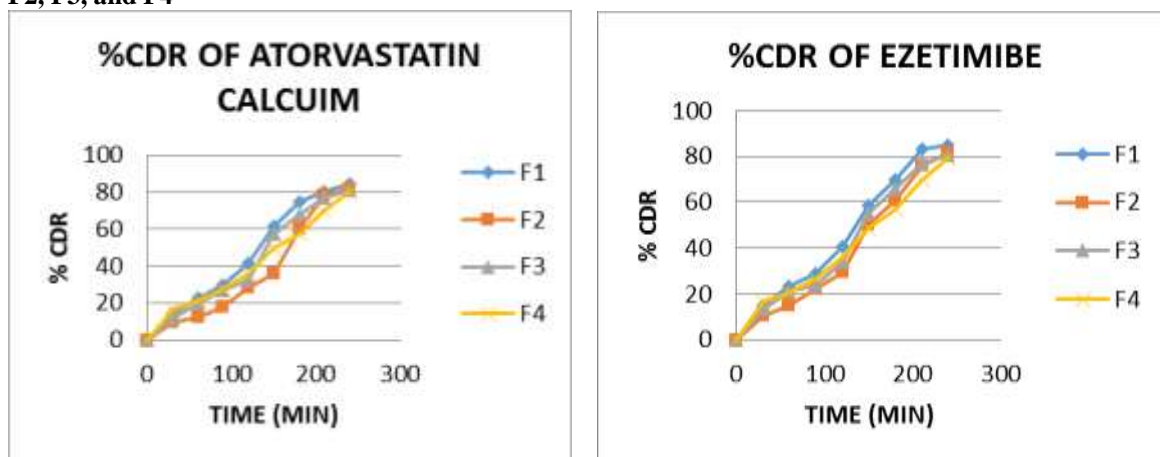 F2, F3, and F4
%CDR OF ATORVASTATIN
CALCUIM
100
80
60
40
20
0
% CDR
0 100 200 300
TIME (MIN)
F1
F2
F3
F4
%CDR OF EZETIMIBE
100
80
60
40
20
0
% CDR
0 100 200 300
TIME (MIN)
F1
F2
F3
F4